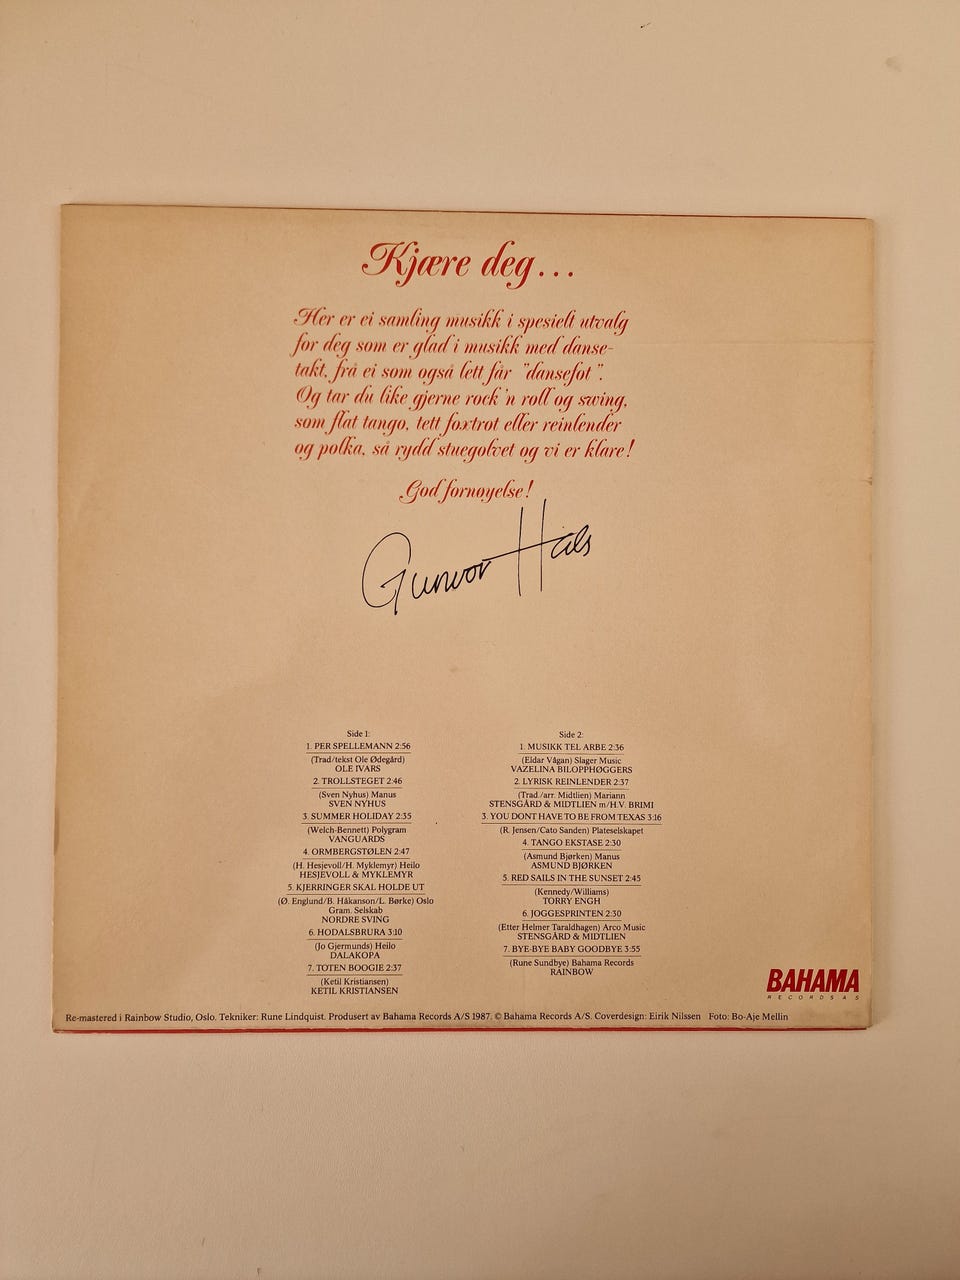 Kjære deg...
Her er ei samling musikk i spesielt utvalg
for deg som er glad i musikk med danse-
takt, frå ei som også lett får "dansefot".
Og tar du like gjerne rock 'n roll og swing,
som flat tango, tett foxtrot eller reinlender
og polka, så rydd stuegolvet og vi er klare!
God fornøyelse!
Gunvor Hals
Side 1:
1. PER SPELLEMANN 2:56
(Trad/tekst Ole Ødegård)
OLE IVARS
2. TROLLSTEGET 2:46
(Sven Nyhus) Manus
SVEN NYHUS
3. SUMMER HOLIDAY 2:35
(Welch-Bennett) Polygram
VANGUARDS
4. ORMBERGSTØLEN 2:47
(H. Hesjevoll/H. Myklemyr) Heilo
HESJEVOLL & MYKLEMYR
5. KJERRINGER SKAL HOLDE UT
(Ø. Englund/B. Håkanson/L. Børke) Oslo
Gram. Selskab
NORDRE SVING
6. HODALSBRURA 3:10
(Jo Gjermunds) Heilo
DALAKOPA
7. TOTEN BOOGIE 2:37
(Ketil Kristiansen)
KETIL KRISTIANSEN
Side 2:
1. MUSIKK TEL ARBE 2:36
(Eldar Vågan) Slager Music
VAZELINA BILOPPHØGGERS
2. LYRISK REINLENDER 2:37
(Trad./arr. Midtlien) Mariann
STENSGÅRD & MIDTLIEN m/H.V. BRIMI
3. YOU DONT HAVE TO BE FROM TEXAS 3:16
(R. Jensen/Cato Sanden) Plateselskapet
4. TANGO EKSTASE 2:30
(Asmund Bjørken) Manus
ASMUND BJØRKEN
5. RED SAILS IN THE SUNSET 2:45
(Kennedy/Williams)
TORRY ENGH
6. JOGGESPRINTEN 2:30
(Etter Helmer Taraldhagen) Arco Music
STENSGÅRD & MIDTLIEN
7. BYE-BYE BABY GOODBYE 3:55
(Rune Sundbye) Bahama Records
RAINBOW
BAHAMA
RECORDS AS
Re-mastered i Rainbow Studio, Oslo. Tekniker: Rune Lindquist. Produsert av Bahama Records A/S 1987. © Bahama Records A/S. Coverdesign: Eirik Nilssen Foto: Bo-Aje Mellin